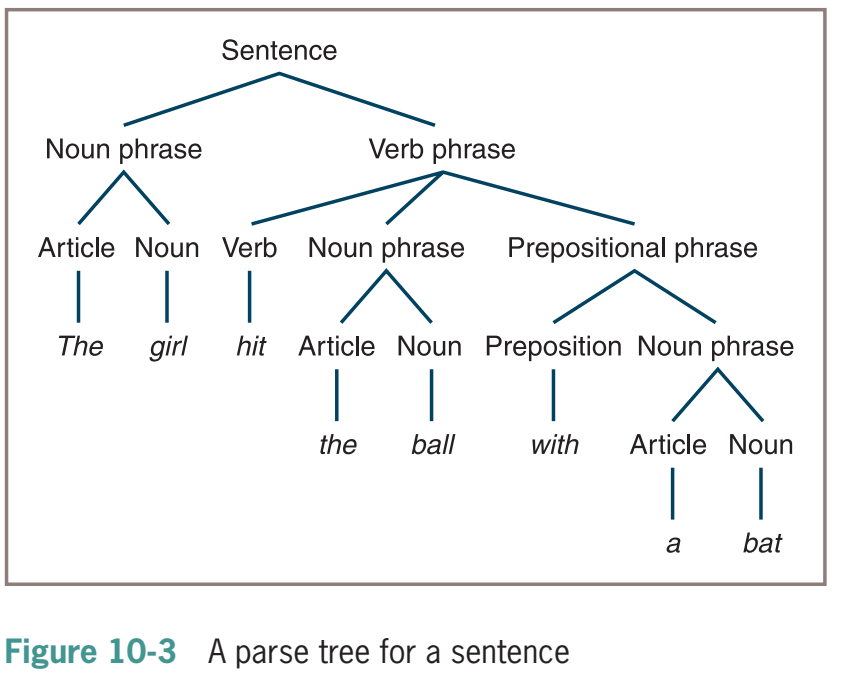 Sentence
Noun phrase Verb phrase
Article Noun Verb Noun phrase Prepositional phrase
The girl hit Article Noun Preposition Noun phrase
the ball with Article Noun
a bat
Figure 10-3 A parse tree for a sentence